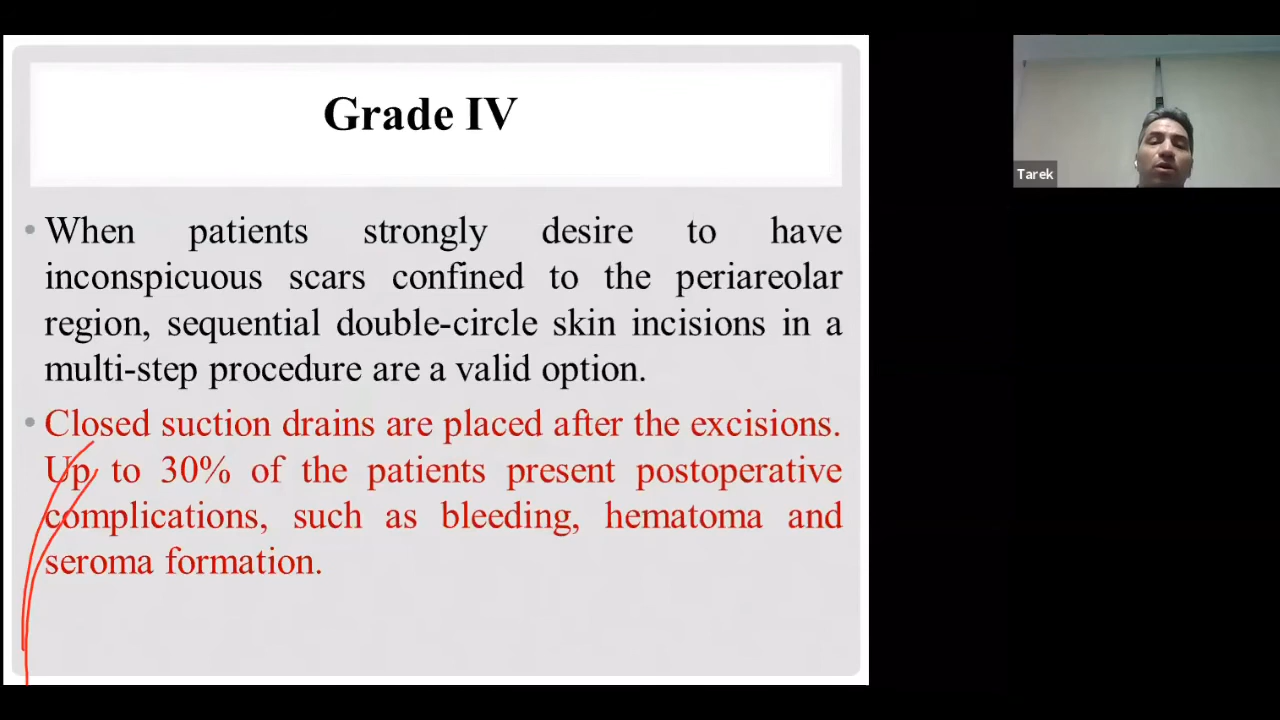 Grade IV
• When patients strongly desire to have
inconspicuous scars confined to the periareolar
region, sequential double-circle skin incisions in a
multi-step procedure are a valid option.
• Closed suction drains are placed after the excisions.
Up to 30% of the patients present postoperative
complications, such as bleeding, hematoma and
seroma formation.
Tarek